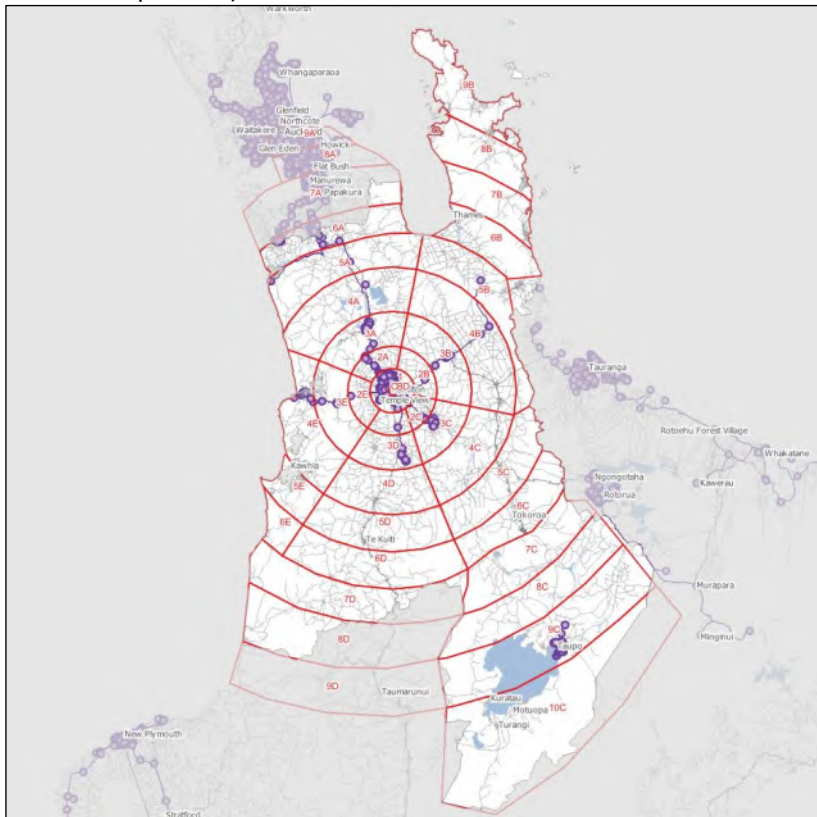 Warkworth
Whangaparaoa
9B
Glenfield
Northcote
Waitakere
9A
Howick
8B
Glen Eden
8A
Flat Bush
Manurewa
7A
Papakura
7B
Thames
6A
6B
5A
5B
4A
4B
3A
3B
2A
2B
Tauranga
CBD
2E
Temple View
3E
2C
3C
Rotoehu Forest Village
4E
3D
4C
Whakatane
Kawhia
5C
Ngongotaha
Kawerau
5E
4D
Rotorua
6C
6E
5D
Tokoroa
Te Kuiti
7C
6D
8C
Murapara
7D
9C
Minginui
8D
Taupo
9D
Taumarunui
Kuratau
10C
Motuopa
Turangi
New Plymouth
Stratford